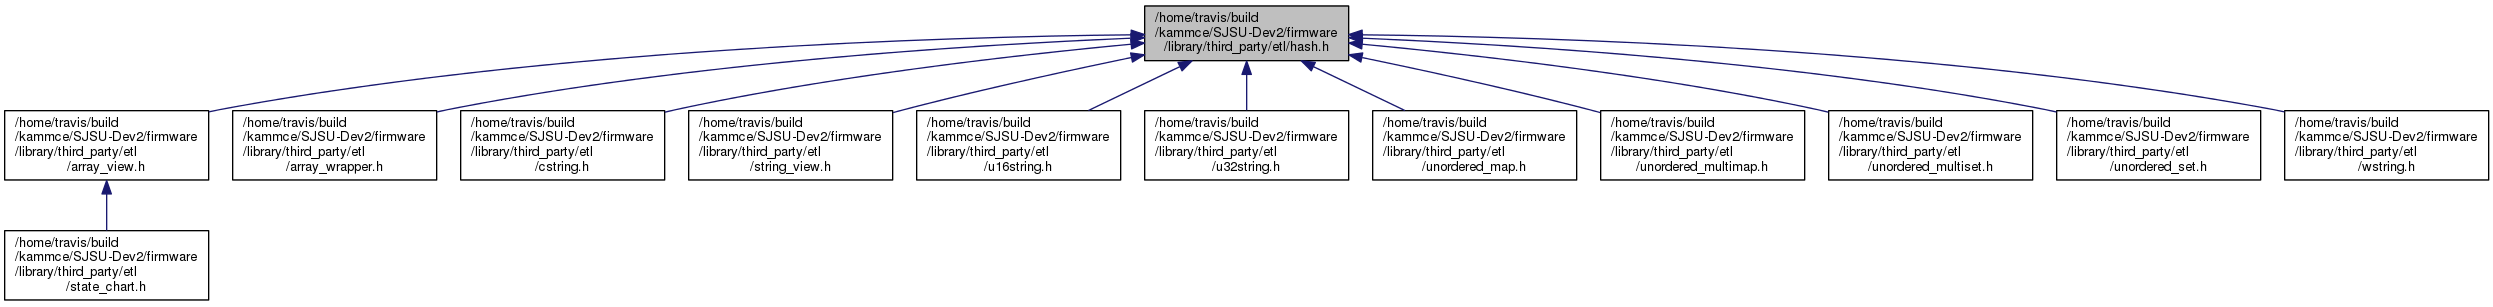 /home/travis/build
/kammce/SJSU-Dev2/firmware
/library/third_party/etl/hash.h
/home/travis/build
/kammce/SJSU-Dev2/firmware
/library/third_party/etl
/array_view.h
/home/travis/build
/kammce/SJSU-Dev2/firmware
/library/third_party/etl
/array_wrapper.h
/home/travis/build
/kammce/SJSU-Dev2/firmware
/library/third_party/etl
/cstring.h
/home/travis/build
/kammce/SJSU-Dev2/firmware
/library/third_party/etl
/string_view.h
/home/travis/build
/kammce/SJSU-Dev2/firmware
/library/third_party/etl
/u16string.h
/home/travis/build
/kammce/SJSU-Dev2/firmware
/library/third_party/etl
/u32string.h
/home/travis/build
/kammce/SJSU-Dev2/firmware
/library/third_party/etl
/unordered_map.h
/home/travis/build
/kammce/SJSU-Dev2/firmware
/library/third_party/etl
/unordered_multimap.h
/home/travis/build
/kammce/SJSU-Dev2/firmware
/library/third_party/etl
/unordered_multiset.h
/home/travis/build
/kammce/SJSU-Dev2/firmware
/library/third_party/etl
/unordered_set.h
/home/travis/build
/kammce/SJSU-Dev2/firmware
/library/third_party/etl
/wstring.h
/home/travis/build
/kammce/SJSU-Dev2/firmware
/library/third_party/etl
/state_chart.h